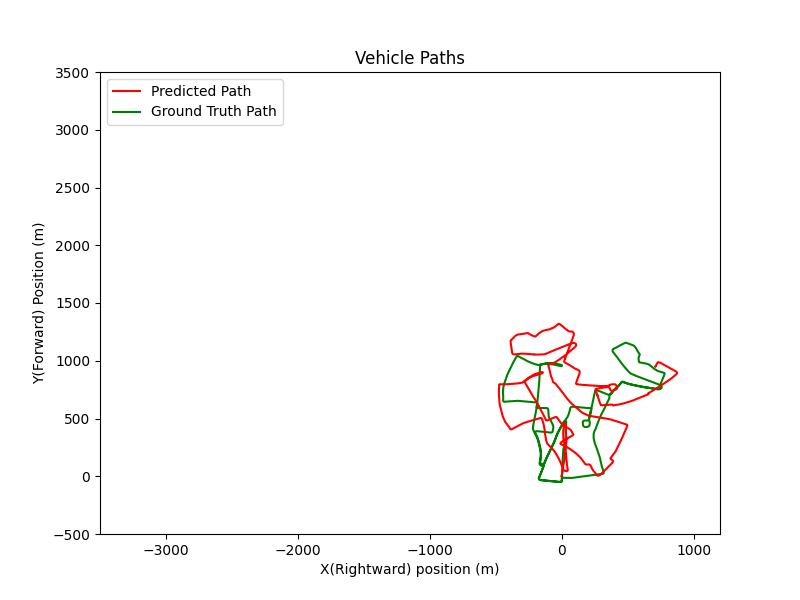 Vehicle Paths
Predicted Path
Ground Truth Path
3500
3000
2500
2000
1500
1000
500
0
−500
−3000
−2000
−1000
0
1000
Y(Forward) Position (m)
X(Rightward) position (m)